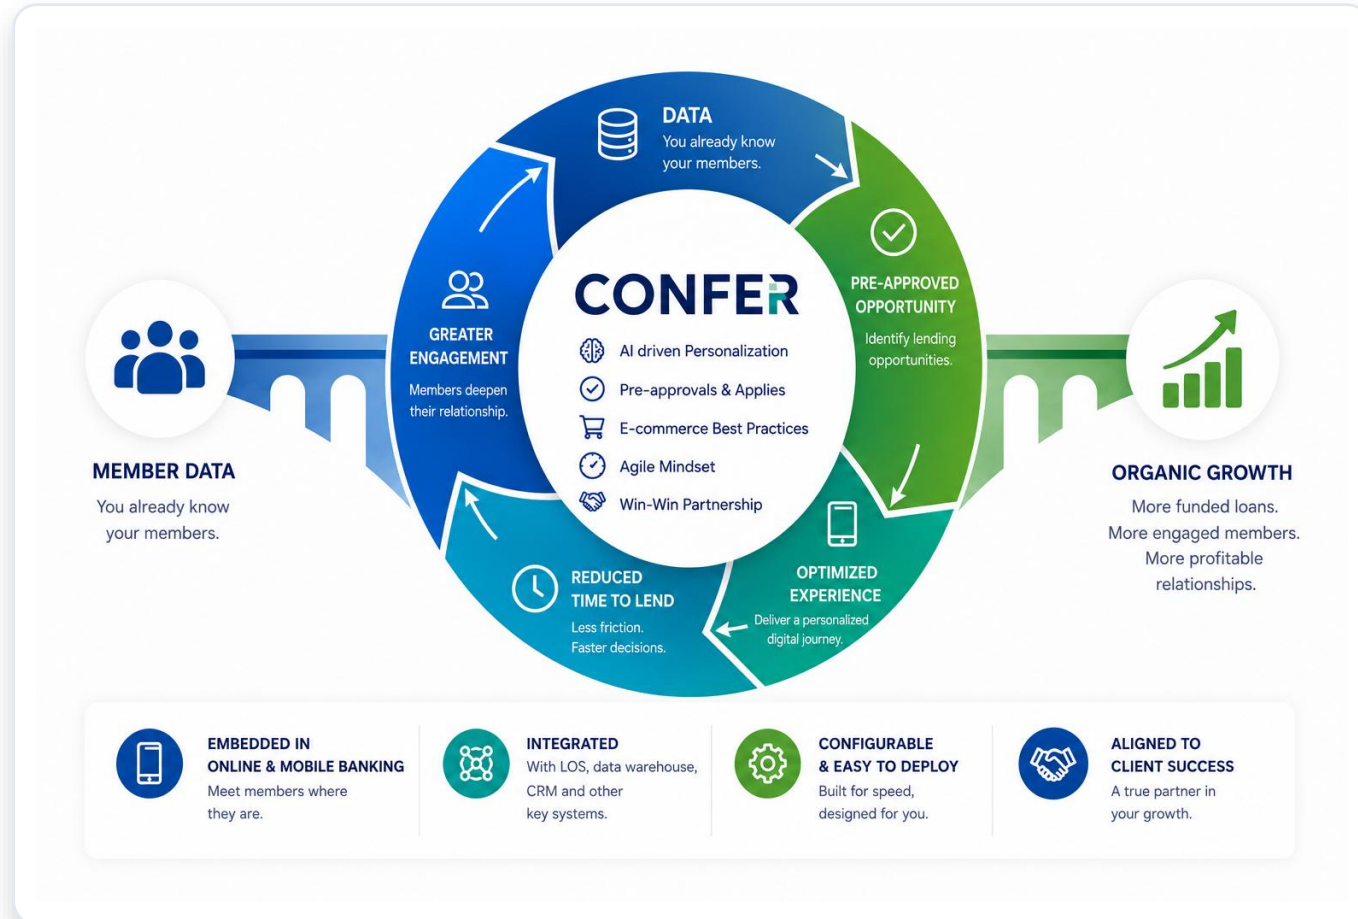 DATA
You already know
your members.
PRE-APPROVED
OPPORTUNITY
Identify lending
opportunities.
OPTIMIZED
EXPERIENCE
Deliver a personalized
digital journey.
REDUCED
TIME TO LEND
Less friction.
Faster decisions.
GREATER
ENGAGEMENT
Members deepen
their relationship.
CONFER
AI driven Personalization
Pre-approvals & Applies
E-commerce Best Practices
Agile Mindset
Win-Win Partnership
MEMBER DATA
You already know
your members.
ORGANIC GROWTH
More funded loans.
More engaged members.
More profitable
relationships.
EMBEDDED IN
ONLINE & MOBILE BANKING
Meet members where
they are.
INTEGRATED
With LOS, data warehouse,
CRM and other
key systems.
CONFIGURABLE
& EASY TO DEPLOY
Built for speed,
designed for you.
ALIGNED TO
CLIENT SUCCESS
A true partner in
your growth.